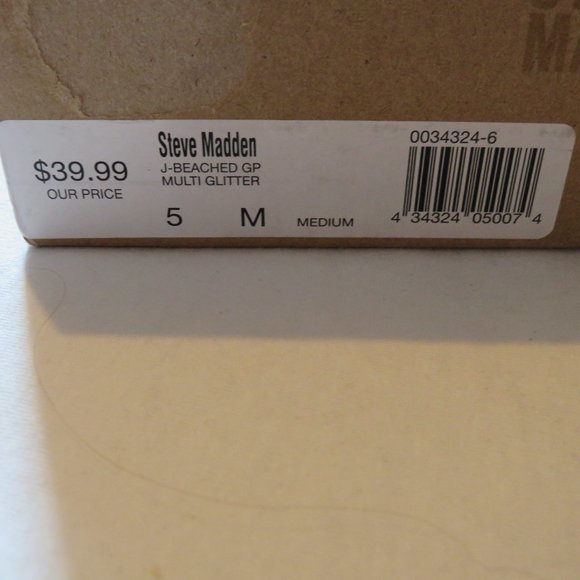 $39.99
OUR PRICE
Steve Madden
J-BEACHED GP
MULTI GLITTER
5 M MEDIUM
0034324-6
4 34324 05007 4